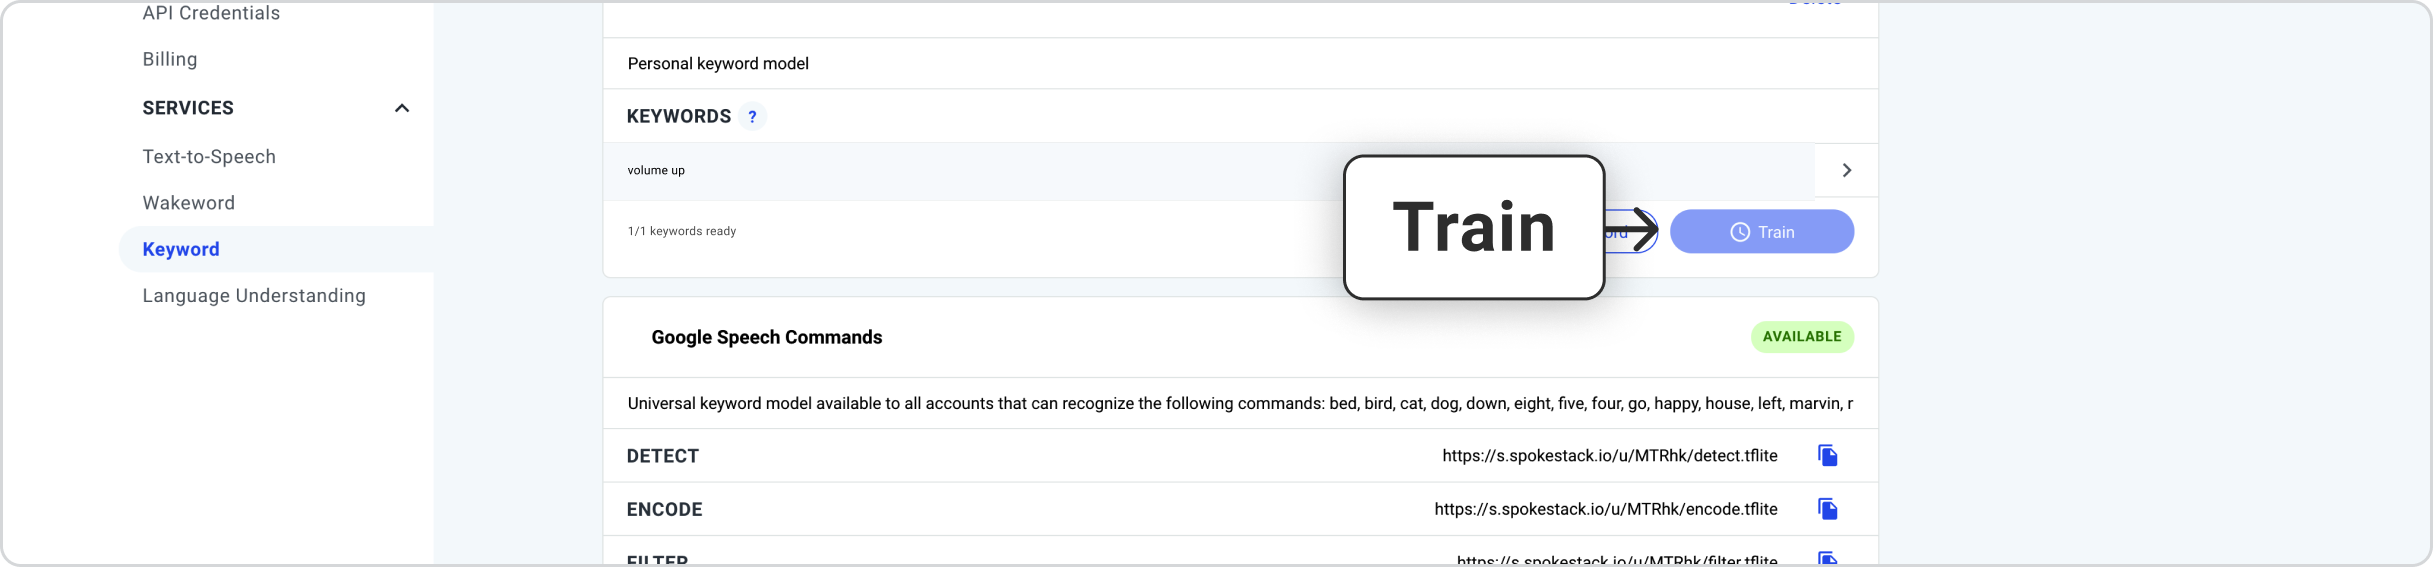 API Credentials
Billing
SERVICES
Text-to-Speech
Wakeword
Keyword
Language Understanding
Personal keyword model
KEYWORDS ?
volume up
1/1 keywords ready
Train
Train
Google Speech Commands
AVAILABLE
Universal keyword model available to all accounts that can recognize the following commands: bed, bird, cat, dog, down, eight, five, four, go, happy, house, left, marvin, r
DETECT https://s.spokestack.io/u/MTRhk/detect.tflite
ENCODE https://s.spokestack.io/u/MTRhk/encode.tflite
FILTER https://s.spokestack.io/u/MTRhk/filter.tflite